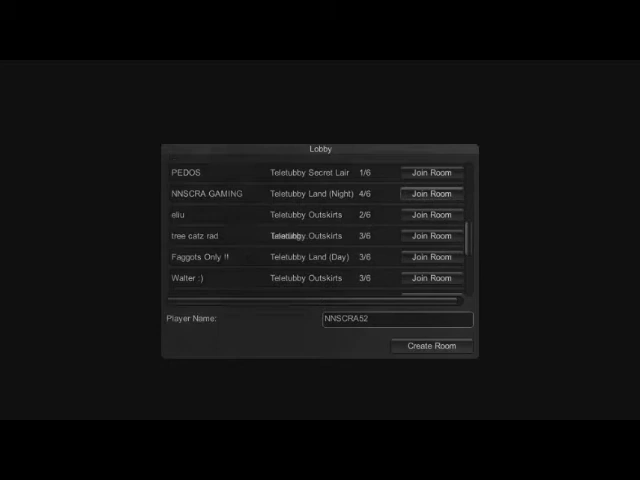 Lobby
PEDOS Teletubby Secret Lair 1/6 Join Room
NNSCRA GAMING Teletubby Land (Night) 4/6 Join Room
eliu Teletubby Outskirts 2/6 Join Room
tree catz rad Outskirts 3/6 Join Room
Faggots Only !! Teletubby Land (Day) 3/6 Join Room
Walter :) Teletubby Outskirts 3/6 Join Room
Player Name: NNSCRA52
Create Room